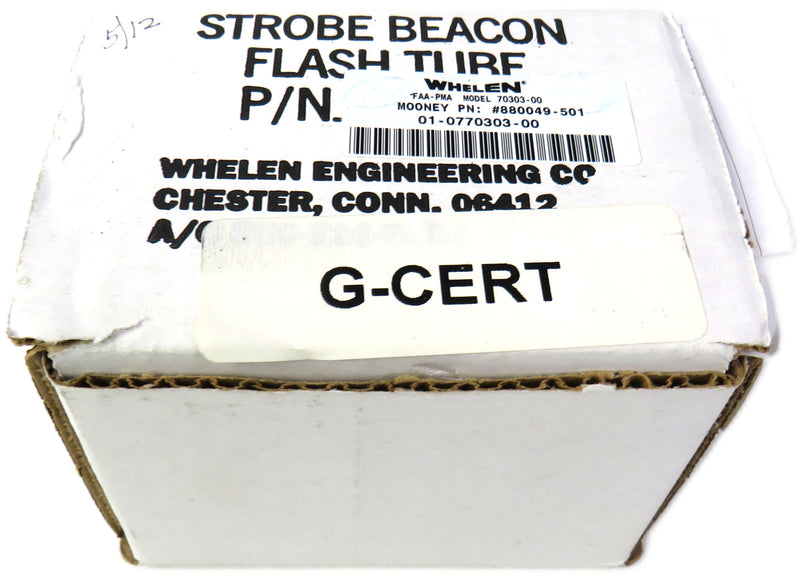 5/12
STROBE BEACON
FLASH TUBE
P/N.
WHELEN®
FAA-PMA MODEL 70303-00
MOONEY PN: #880049-501
01-0770303-00
WHELEN ENGINEERING CO
CHESTER, CONN. 06412
A/C
G-CERT